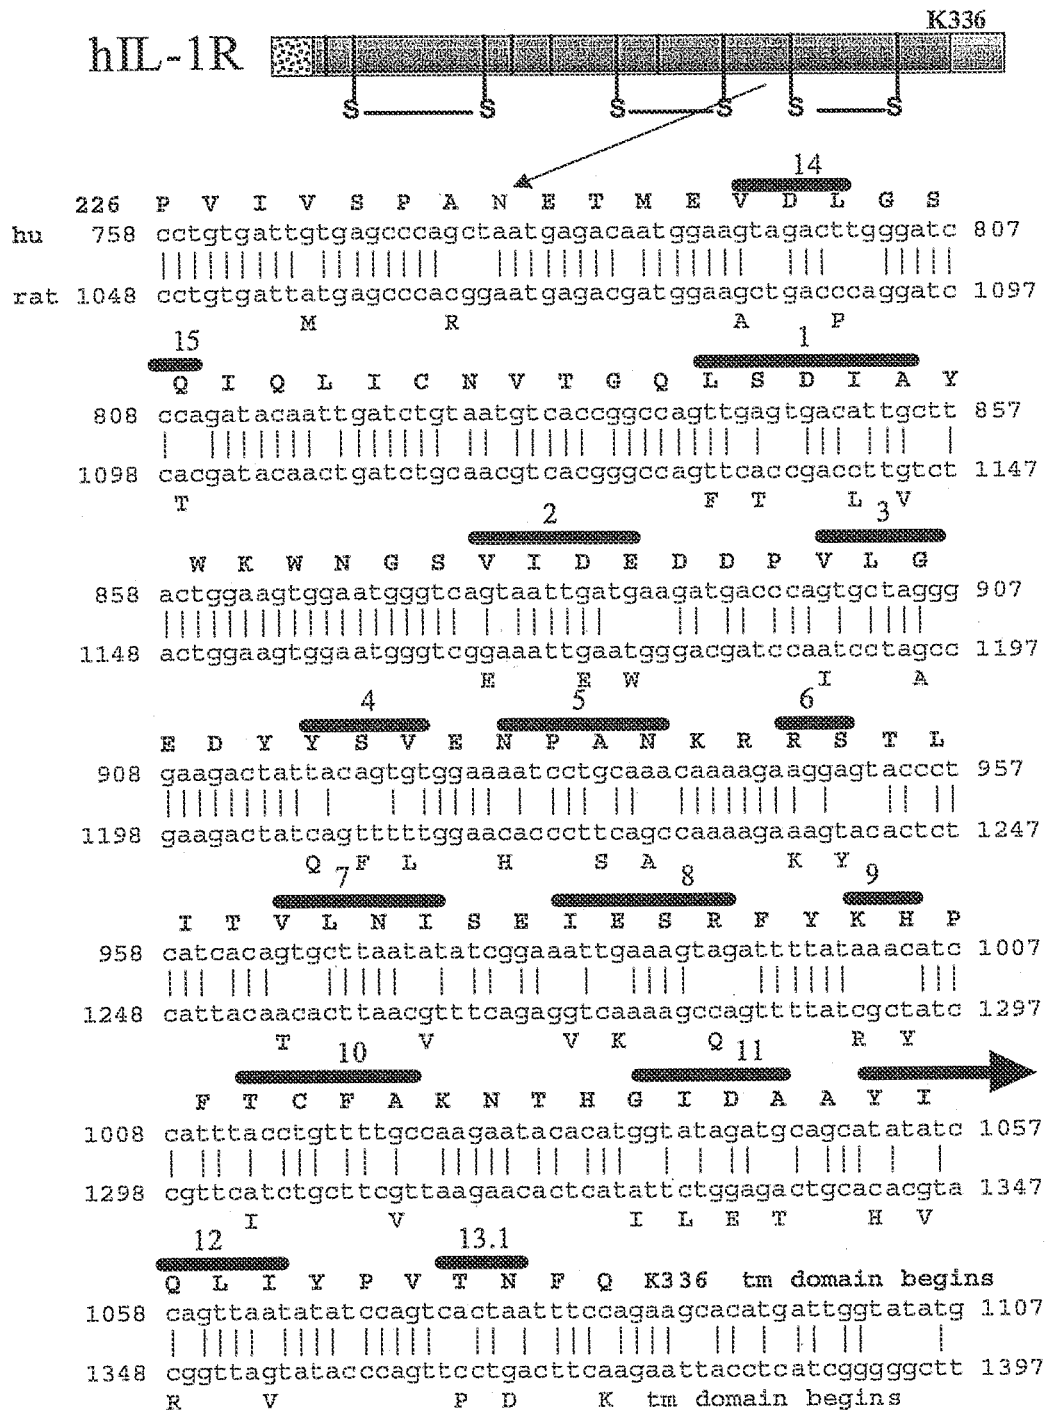 K336
hIL-1R
S S S S S S
14
226 P V I V S P A N E T M E V D L G S
hu 758 cctgtgattgtgagcccagctaatgagacaatggaagtagacttgggatc 807
rat 1048 cctgtgattatgagcccacggaatgagacgatggaagctgacccaggatc 1097
M R A P
15 1
Q I Q L I C N V T G Q L S D I A Y
808 ccagatacaattgatctgtaatgtcaccggccagttgagtgacattgctt 857
1098 cacgatacaactgatctgcaacgtcacgggccagttcaccgaccttgtct 1147
T F T L V
2 3
W K W N G S V I D E D D P V L G
858 actggaagtggaatgggtcagtaattgatgaagatgacccagtgctaggg 907
1148 actggaagtggaatgggtcggaaattgaatgggacgatccaatcctagcc 1197
E E W I A
4 5 6
E D Y Y S V E N P A N K R R S T L
908 gaagactattacagtgtggaaaatcctgcaaacaaaagaaggagtaccct 957
1198 gaagactatcagtttttggaacacccttcagccaaaagaaagtacactct 1247
Q F L H S A K Y
7 8 9
I T V L N I S E I E S R F Y K H P
958 catcacagtgcttaatatatcggaaattgaaagtagattttataaacatc 1007
1248 cattacaacacttaacgtttcagaggtcaaaagccagttttatcgctatc 1297
T V V K Q R Y
10 11
F T C F A K N T H G I D A A Y I
1008 catttacctgttttgccaagaatacacatggtatagatgcagcatatatc 1057
1298 cgttcatctgcttcgttaagaacactcatattctggagactgcacacgta 1347
I V I L E T H V
12 13.1
Q L I Y P V T N F Q K336 tm domain begins
1058 cagttaatatatccagtcactaatttccagaagcacatgattggtatatg 1107
1348 cggttagtatacccagttcctgacttcaagaattacctcatcgggggctt 1397
R V P D K tm domain begins